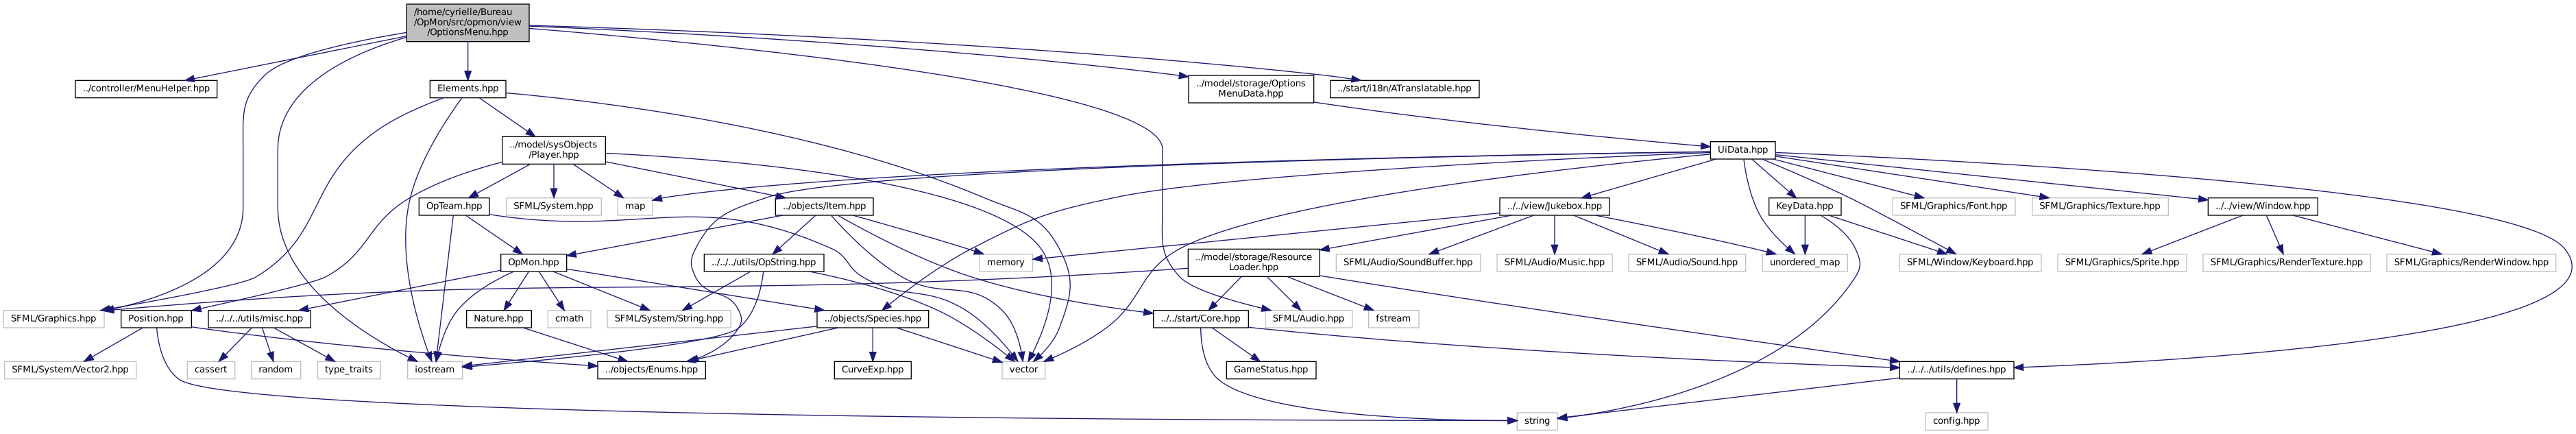 /home/cyrielle/Bureau
/OpMon/src/opmon/view
/OptionsMenu.hpp
../controller/MenuHelper.hpp
Elements.hpp
../model/storage/Options
MenuData.hpp
../start/i18n/ATranslatable.hpp
../model/sysObjects
/Player.hpp
UiData.hpp
OpTeam.hpp
SFML/System.hpp
map
../objects/Item.hpp
../../view/Jukebox.hpp
KeyData.hpp
SFML/Graphics/Font.hpp
SFML/Graphics/Texture.hpp
../../view/Window.hpp
OpMon.hpp
../../../utils/OpString.hpp
memory
../model/storage/Resource
Loader.hpp
SFML/Audio/SoundBuffer.hpp
SFML/Audio/Music.hpp
SFML/Audio/Sound.hpp
unordered_map
SFML/Window/Keyboard.hpp
SFML/Graphics/Sprite.hpp
SFML/Graphics/RenderTexture.hpp
SFML/Graphics/RenderWindow.hpp
SFML/Graphics.hpp
Position.hpp
../../../utils/misc.hpp
Nature.hpp
cmath
SFML/System/String.hpp
../objects/Species.hpp
../../start/Core.hpp
SFML/Audio.hpp
fstream
SFML/System/Vector2.hpp
cassert
random
type_traits
iostream
../objects/Enums.hpp
CurveExp.hpp
vector
GameStatus.hpp
../../../utils/defines.hpp
string
config.hpp